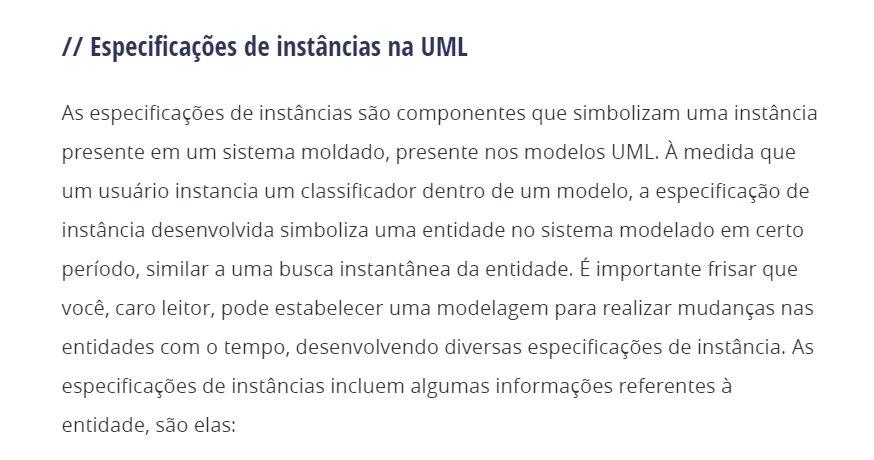 // Especificações de instâncias na UML
As especificações de instâncias são componentes que simbolizam uma instância
presente em um sistema moldado, presente nos modelos UML. À medida que
um usuário instancia um classificador dentro de um modelo, a especificação de
instância desenvolvida simboliza uma entidade no sistema modelado em certo
período, similar a uma busca instantânea da entidade. É importante frisar que
você, caro leitor, pode estabelecer uma modelagem para realizar mudanças nas
entidades com o tempo, desenvolvendo diversas especificações de instância. As
especificações de instâncias incluem algumas informações referentes à
entidade, são elas: